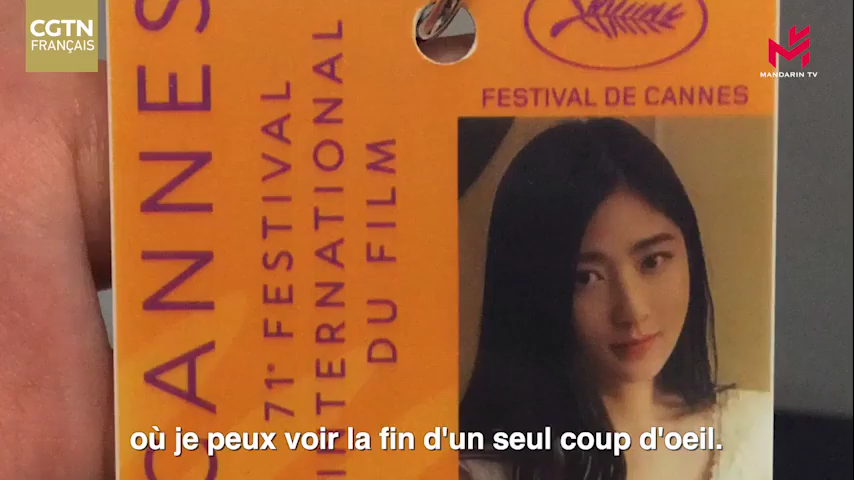 CGTN
FRANÇAIS
MANDARIN TV
CANNES
71e FESTIVAL
INTERNATIONAL
DU FILM
FESTIVAL DE CANNES
où je peux voir la fin d'un seul coup d'oeil.